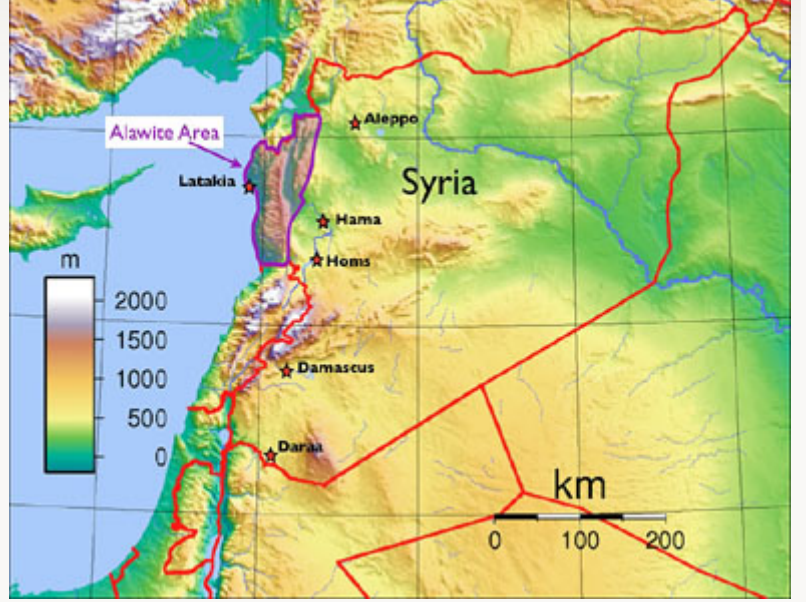 Aleppo
Alawite Area
Latakia
Syria
Hama
Homs
m
2000
1500
1000
500
0
Damascus
Daraa
km
0 100 200